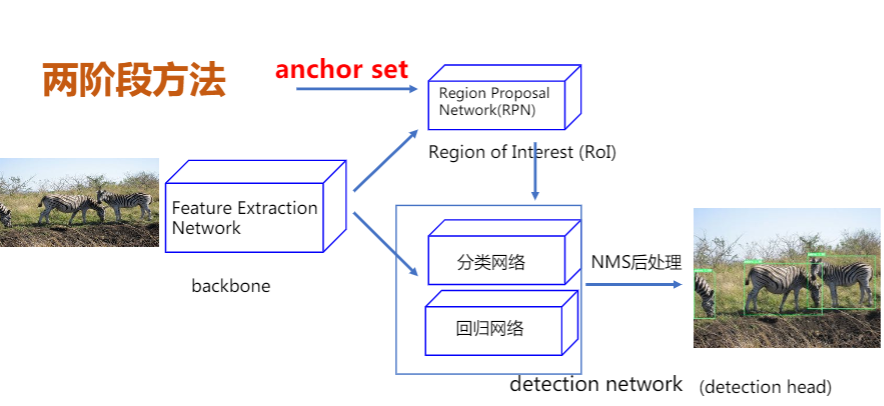 两阶段方法
anchor set
Region Proposal
Network(RPN)
Region of Interest (RoI)
Feature Extraction
Network
backbone
分类网络
回归网络
NMS后处理
detection network
(detection head)